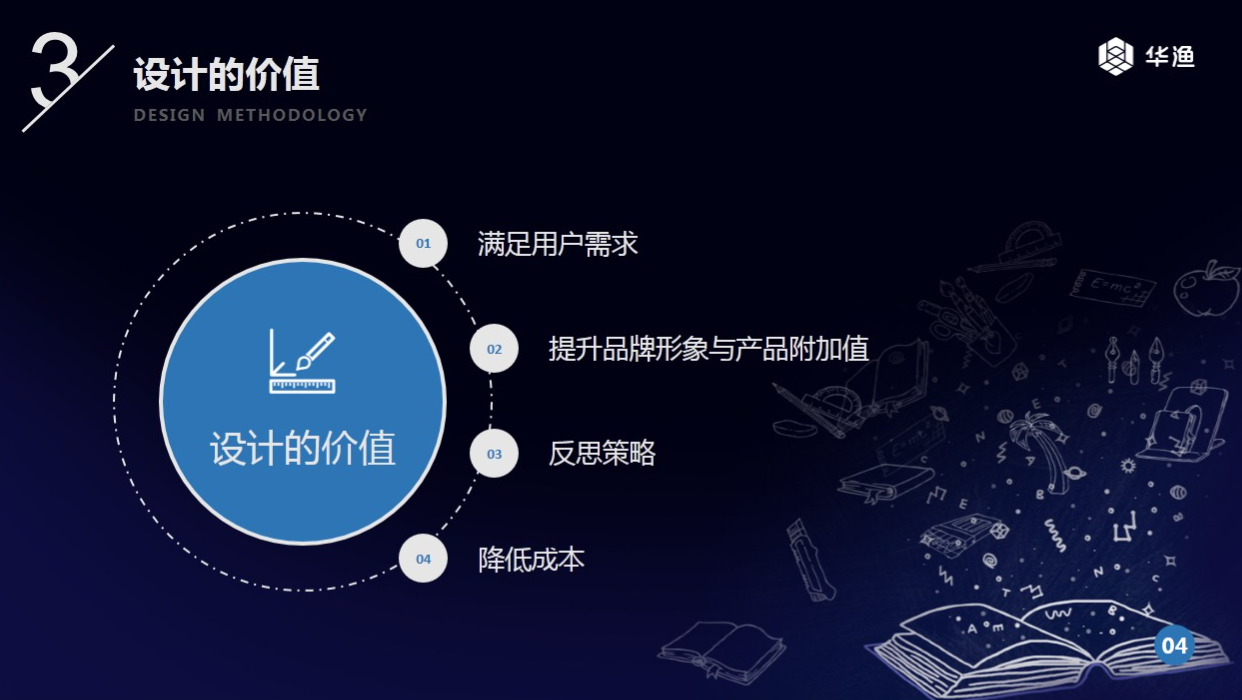 3
设计的价值
DESIGN METHODOLOGY
华渔
01
满足用户需求
02
提升品牌形象与产品附加值
03
反思策略
04
降低成本
设计的价值
E=mc²
04